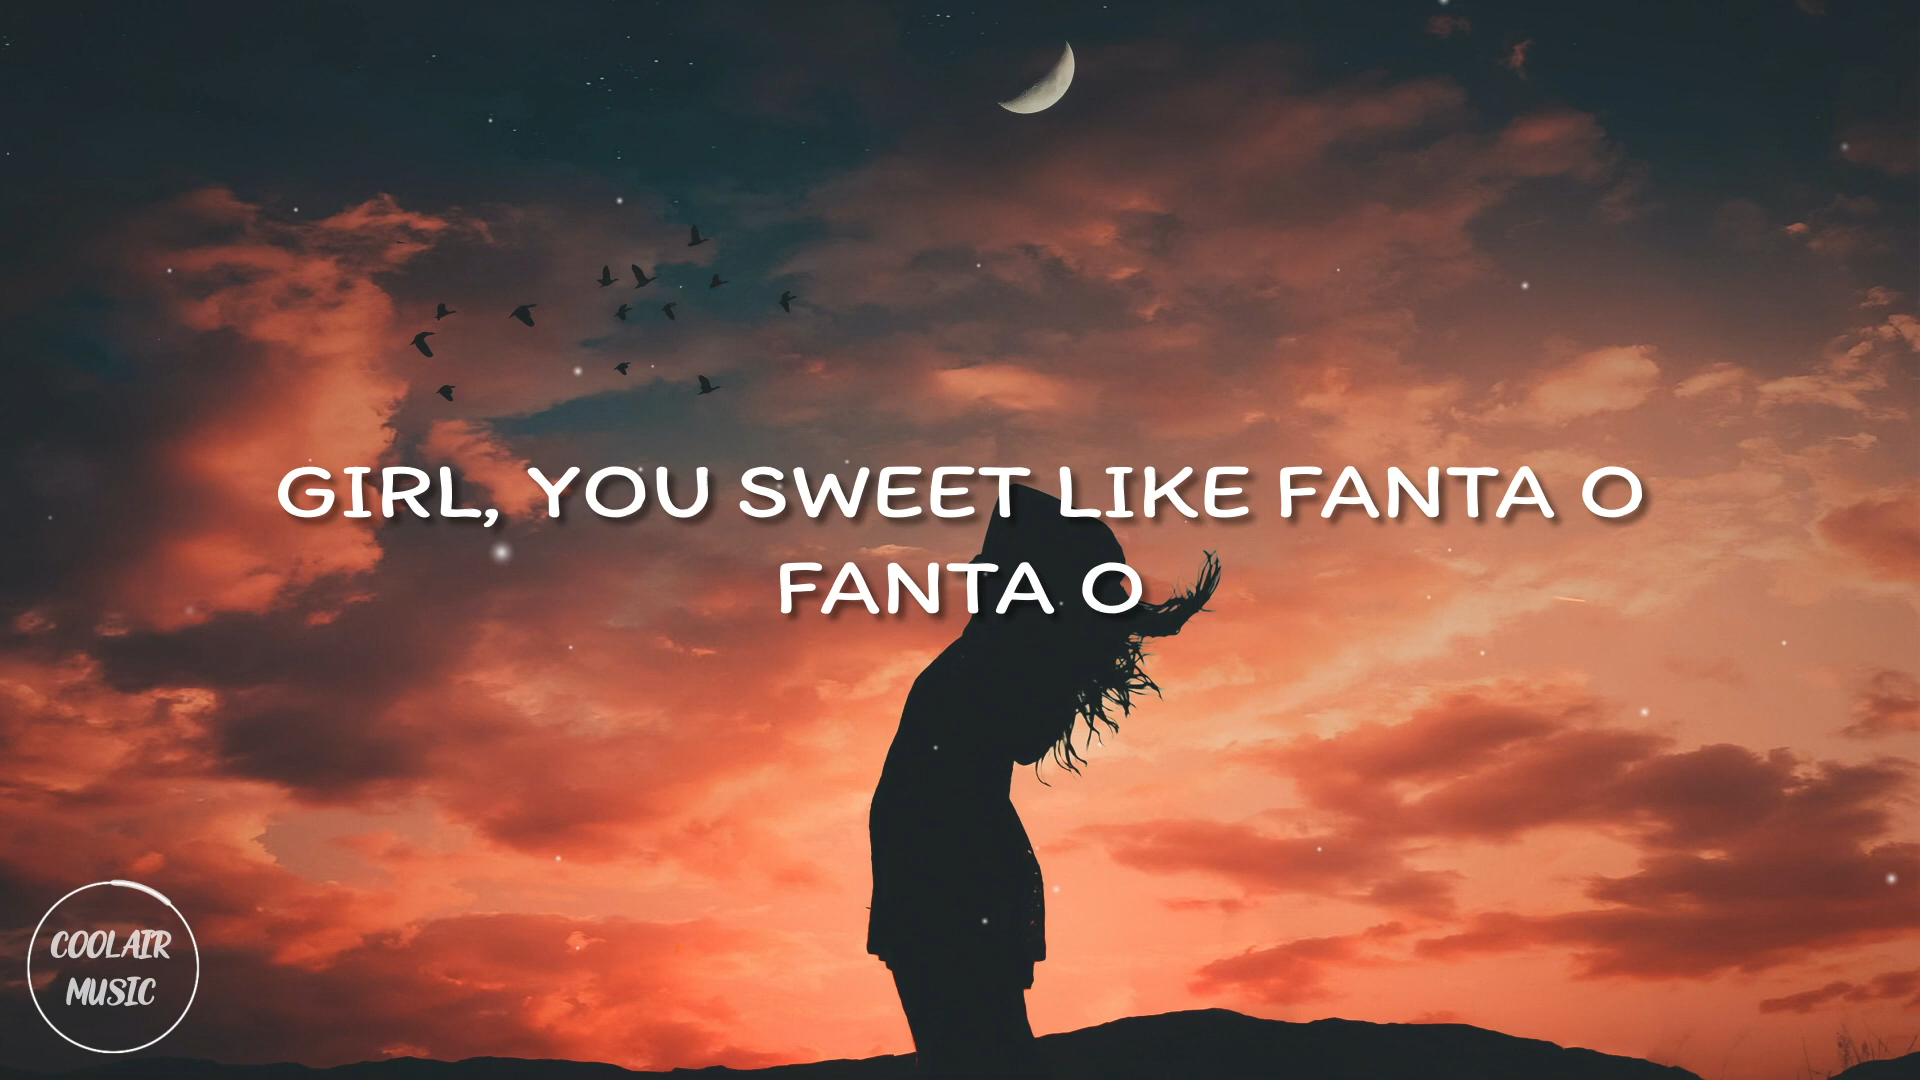 GIRL, YOU SWEET LIKE FANTA O
FANTA O
COOLAIR
MUSIC